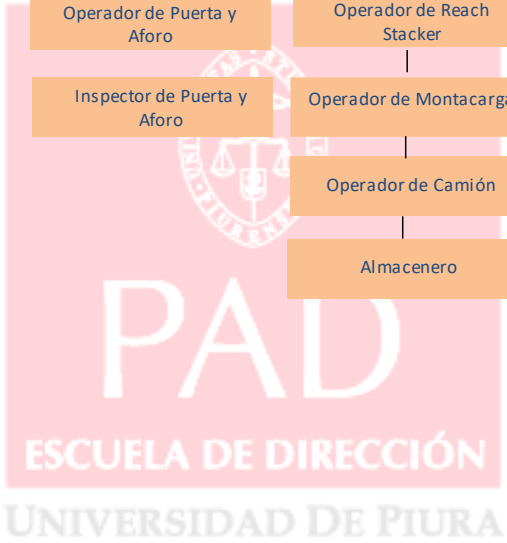 Operador de Puerta y
Aforo
Operador de Reach
Stacker
Inspector de Puerta y
Aforo
Operador de Montacarga
Operador de Camión
Almacenero
PAD
ESCUELA DE DIRECCIÓN
UNIVERSIDAD DE PIURA